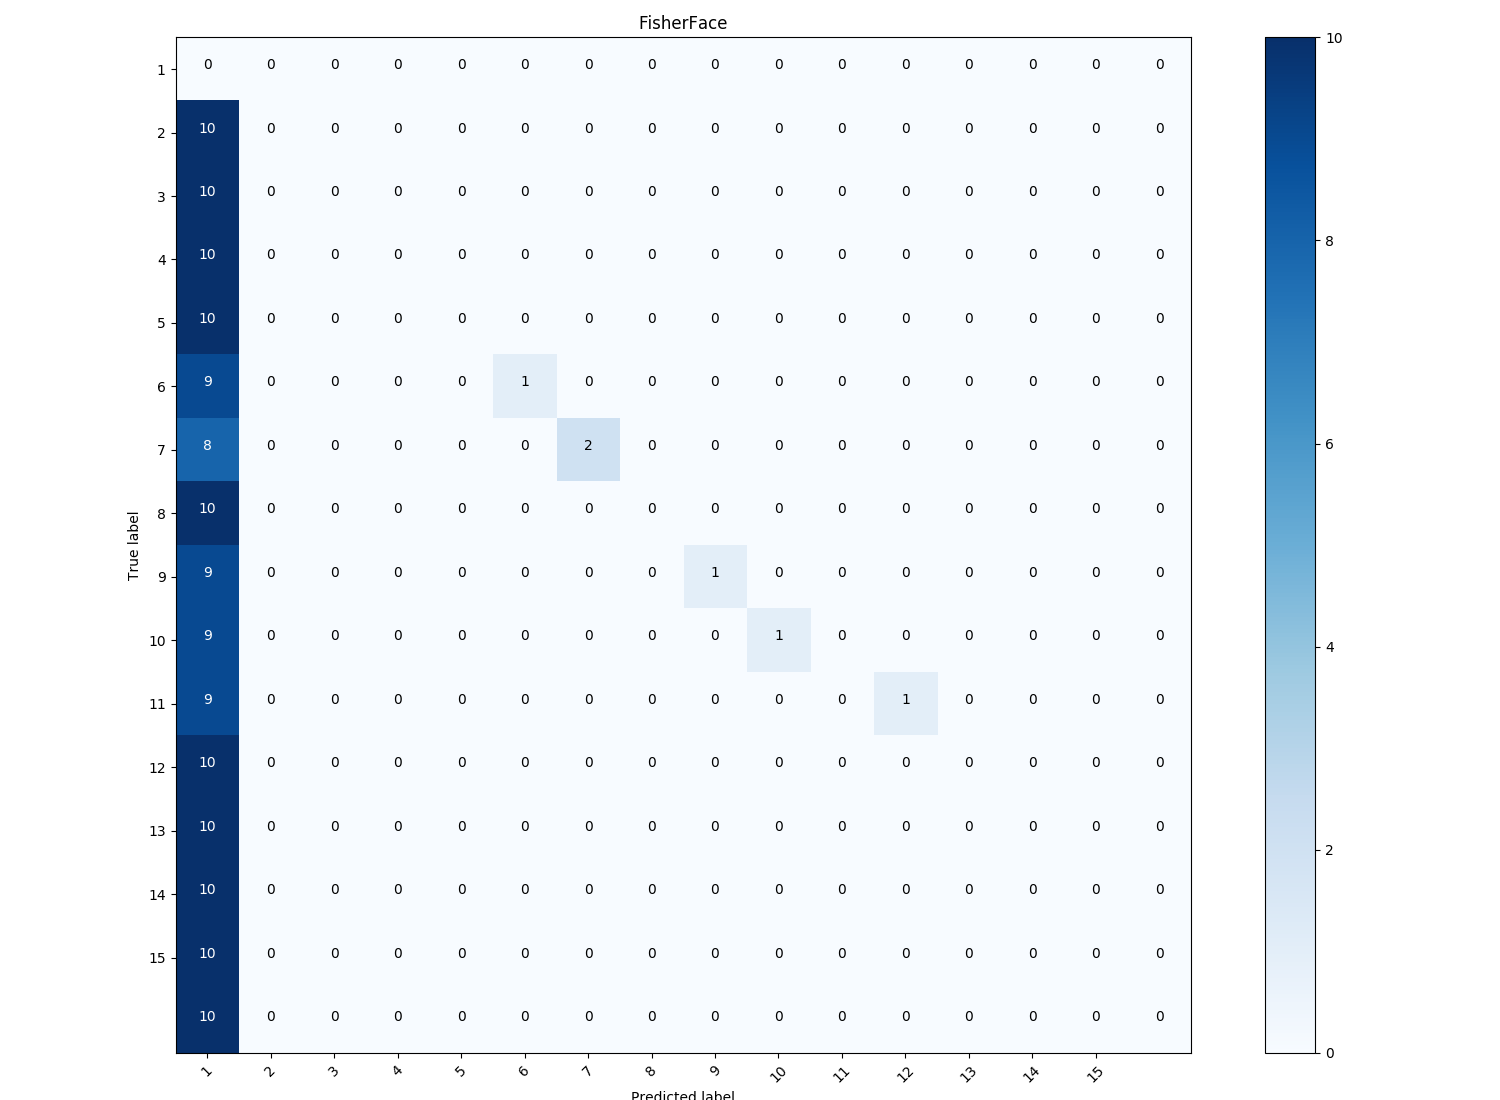 FisherFace
True label
1 0 0 0 0 0 0 0 0 0 0 0 0 0 0 0 0
2 10 0 0 0 0 0 0 0 0 0 0 0 0 0 0 0
3 10 0 0 0 0 0 0 0 0 0 0 0 0 0 0 0
4 10 0 0 0 0 0 0 0 0 0 0 0 0 0 0 0
5 10 0 0 0 0 0 0 0 0 0 0 0 0 0 0 0
6 9 0 0 0 0 1 0 0 0 0 0 0 0 0 0 0
7 8 0 0 0 0 0 2 0 0 0 0 0 0 0 0 0
8 10 0 0 0 0 0 0 0 0 0 0 0 0 0 0 0
9 9 0 0 0 0 0 0 0 1 0 0 0 0 0 0 0
10 9 0 0 0 0 0 0 0 0 1 0 0 0 0 0 0
11 9 0 0 0 0 0 0 0 0 0 0 1 0 0 0 0
12 10 0 0 0 0 0 0 0 0 0 0 0 0 0 0 0
13 10 0 0 0 0 0 0 0 0 0 0 0 0 0 0 0
14 10 0 0 0 0 0 0 0 0 0 0 0 0 0 0 0
15 10 0 0 0 0 0 0 0 0 0 0 0 0 0 0 0
10 0 0 0 0 0 0 0 0 0 0 0 0 0 0 0
1 2 3 4 5 6 7 8 9 10 11 12 13 14 15
Predicted label
10
8
6
4
2
0